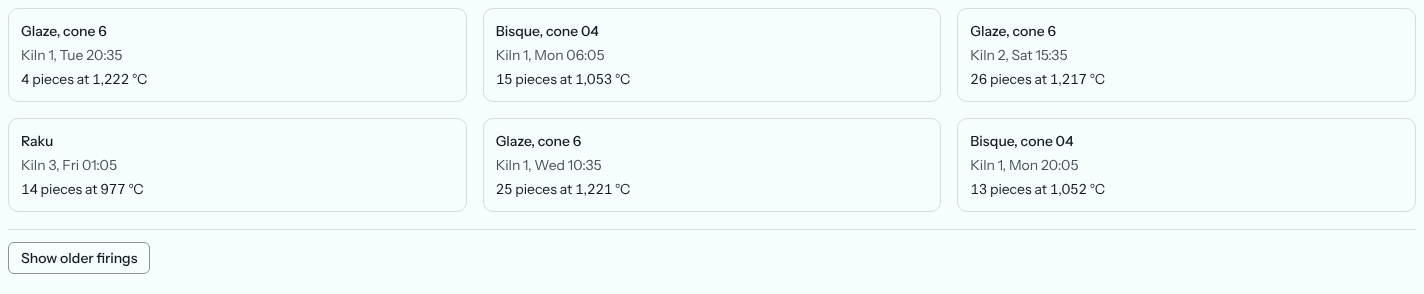 Glaze, cone 6
Kiln 1, Tue 20:35
4 pieces at 1,222 °C
Bisque, cone 04
Kiln 1, Mon 06:05
15 pieces at 1,053 °C
Glaze, cone 6
Kiln 2, Sat 15:35
26 pieces at 1,217 °C
Raku
Kiln 3, Fri 01:05
14 pieces at 977 °C
Glaze, cone 6
Kiln 1, Wed 10:35
25 pieces at 1,221 °C
Bisque, cone 04
Kiln 1, Mon 20:05
13 pieces at 1,052 °C
Show older firings